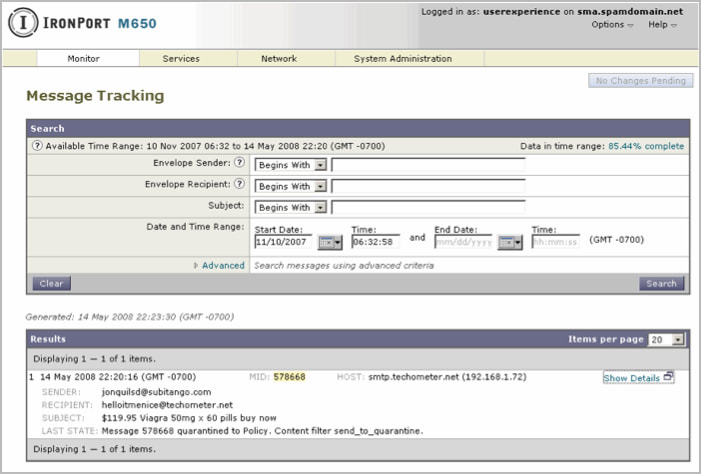 Logged in as: userexperience on sma.spamdomain.net
IRONPORT M650
Options Help
Monitor Services Network System Administration
No Changes Pending
Message Tracking
Search
? Available Time Range: 10 Nov 2007 06:32 to 14 May 2008 22:20 (GMT -0700) Data in time range: 85.44% complete
Envelope Sender: ? Begins With
Envelope Recipient: ? Begins With
Subject: Begins With
Date and Time Range: Start Date: Time: End Date: Time:
11/10/2007 06:32:58 and mm/dd/yyyy hh:mm:ss (GMT -0700)
Advanced Search messages using advanced criteria
Clear Search
Generated: 14 May 2008 22:23:30 (GMT -0700)
Results Items per page 20
Displaying 1 — 1 of 1 items.
1 14 May 2008 22:20:16 (GMT -0700) MID: 578668 HOST: smtp.techometer.net (192.168.1.72) Show Details
SENDER: jonquilsd@subitango.com
RECIPIENT: helloitmenice@techometer.net
SUBJECT: $119.95 Viagra 50mg x 60 pills buy now
LAST STATE: Message 578668 quarantined to Policy. Content filter send_to_quarantine.
Displaying 1 — 1 of 1 items.